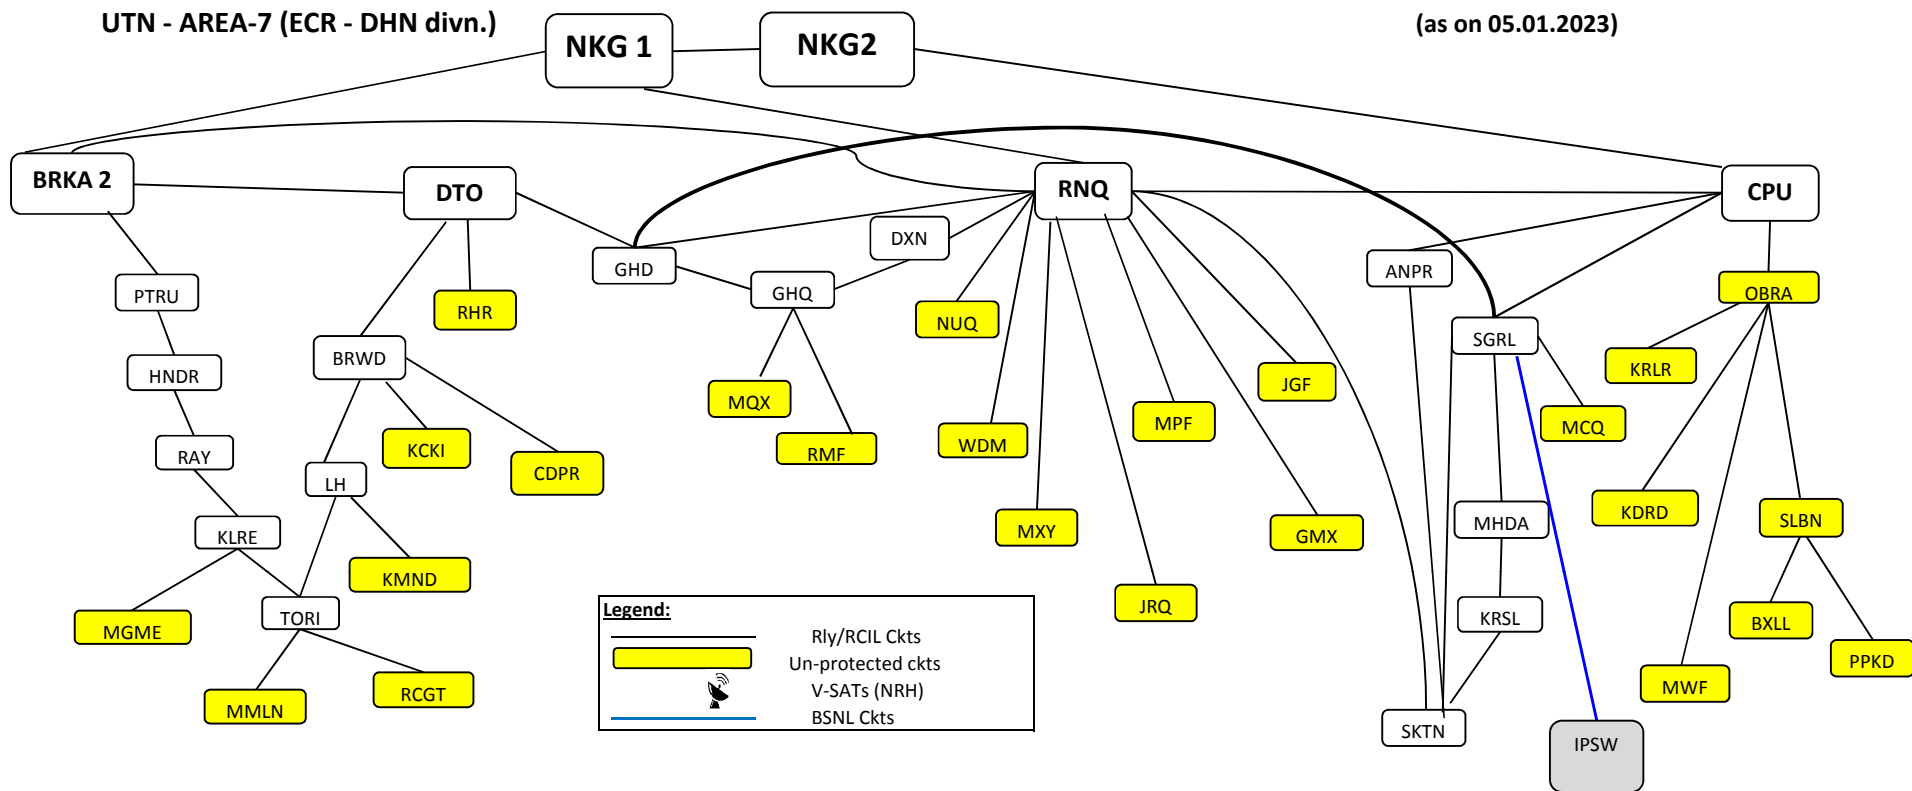 UTN - AREA-7 (ECR - DHN divn.)
(as on 05.01.2023)
NKG 1
NKG2
BRKA 2
DTO
RNQ
CPU
DXN
GHD
ANPR
PTRU
GHQ
OBRA
RHR
NUQ
BRWD
SGRL
HNDR
KRLR
JGF
MQX
MPF
MCQ
RAY
KCKI
RMF
WDM
CDPR
LH
KLRE
MXY
GMX
MHDA
KDRD
SLBN
KMND
JRQ
TORI
MGME
KRSL
BXLL
PPKD
RCGT
MMLN
MWF
SKTN
IPSW
Legend:
Rly/RCIL Ckts
Un-protected ckts
V-SATs (NRH)
BSNL Ckts